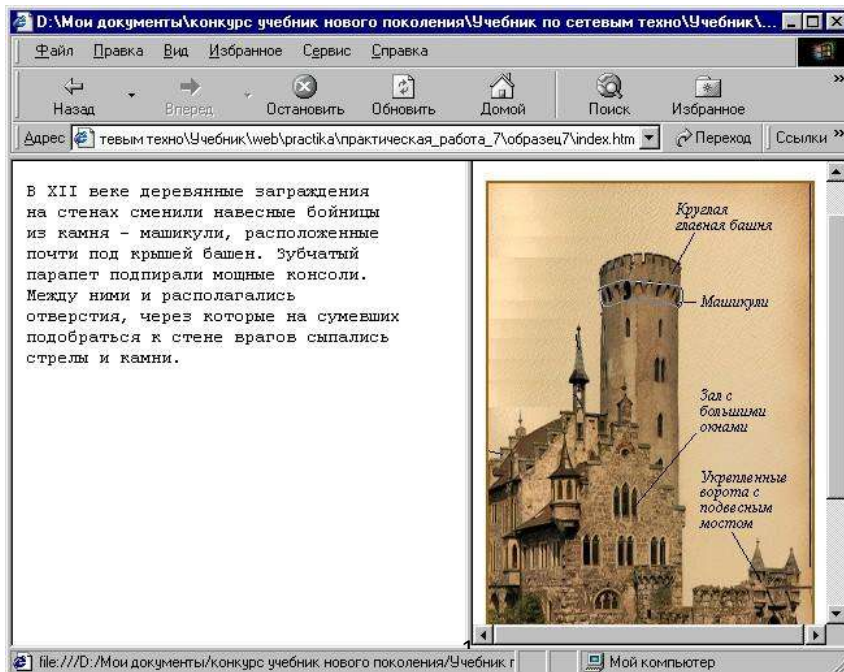 D:\Мои документы\конкурс учебник нового поколения\Учебник по сетевым техно\Учебник\...
Файл Правка Вид Избранное Сервис Справка
Назад Вперед Остановить Обновить Домой Поиск Избранное »
Адрес тевым техно\Учебник\web\practika\практическая_работа_7\образец7\index.htm Переход Ссылки »
В XII веке деревянные заграждения
на стенах сменили навесные бойницы
из камня - машикули, расположенные
почти под крышей башен. Зубчатый
парапет подпирали мощные консоли.
Между ними и располагались
отверстия, через которые на сумевших
подобраться к стене врагов сыпались
стрелы и камни.
Круглая
главная башня
Машикули
Зал с
большими
окнами
Укрепленные
ворота с
подвесным
мостом
1
file:///D:/Мои документы/конкурс учебник нового поколения/Учебник г Мой компьютер